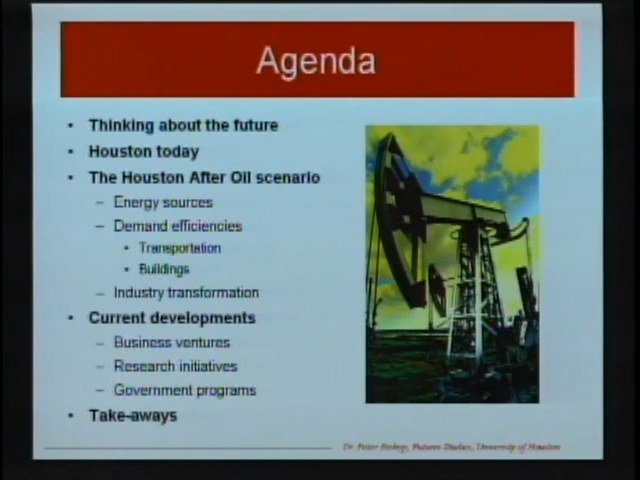 Agenda
• Thinking about the future
• Houston today
• The Houston After Oil scenario
– Energy sources
– Demand efficiencies
• Transportation
• Buildings
– Industry transformation
• Current developments
– Business ventures
– Research initiatives
– Government programs
• Take-aways
Dr. Peter Bishop, Futures Studies, University of Houston